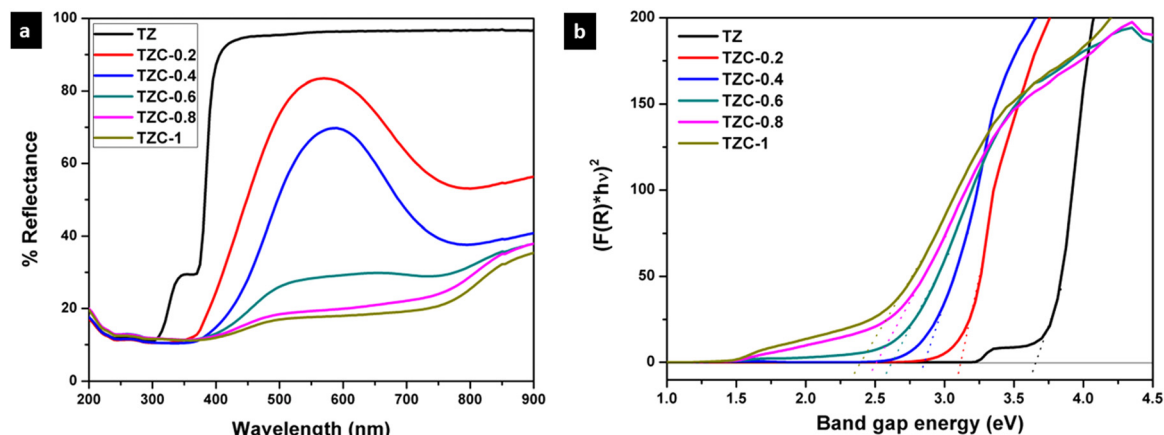 a
% Reflectance
100
80
60
40
20
0
TZ
TZC-0.2
TZC-0.4
TZC-0.6
TZC-0.8
TZC-1
200 300 400 500 600 700 800 900
Wavelength (nm)
b
(F(R)*hν)²
200
150
100
50
0
TZ
TZC-0.2
TZC-0.4
TZC-0.6
TZC-0.8
TZC-1
1.0 1.5 2.0 2.5 3.0 3.5 4.0 4.5
Band gap energy (eV)